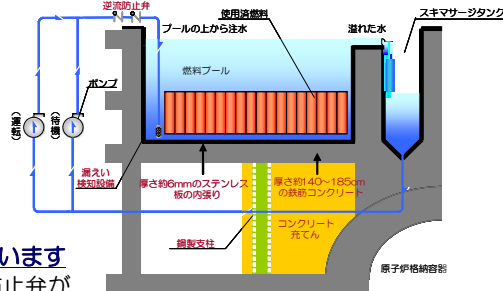 逆流防止弁
プールの上から注水
使用済燃料
溢れた水
スキマサージタンク
燃料プール
ポンプ
(運転)
(待機)
漏えい
検知設備
厚さ約6mmのステンレス
板の内張り
厚さ約140〜185cm
の鉄筋コンクリート
コンクリート
充てん
鋼製支柱
原子炉格納容器
います
防止弁が